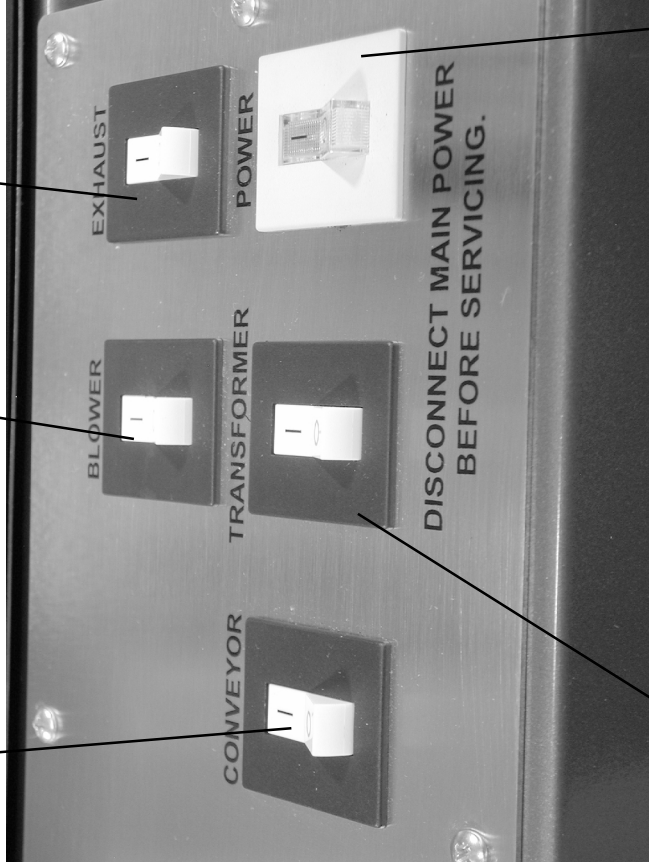 EXHAUST
BLOWER
POWER
TRANSFORMER
CONVEYOR
DISCONNECT MAIN POWER
BEFORE SERVICING.